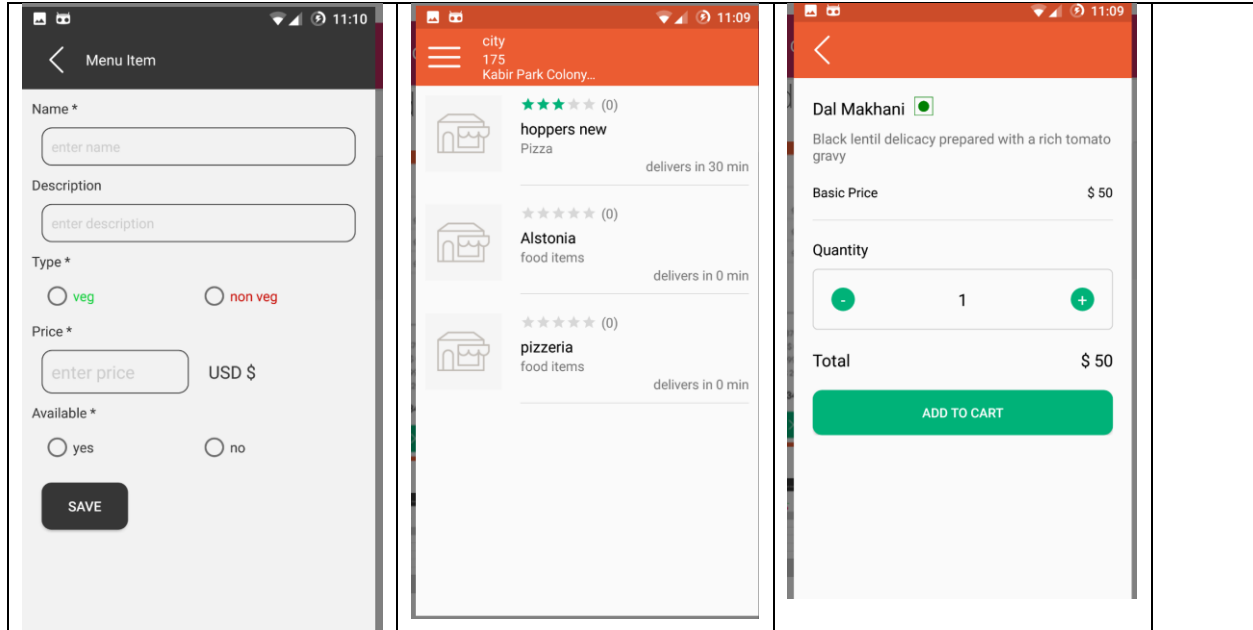 11:10
Menu Item
Name *
enter name
Description
enter description
Type *
veg
non veg
Price *
enter price
USD $
Available *
yes
no
SAVE
11:09
city
175
Kabir Park Colony...
(0)
hoppers new
Pizza
delivers in 30 min
(0)
Alstonia
food items
delivers in 0 min
(0)
pizzeria
food items
delivers in 0 min
11:09
Dal Makhani
Black lentil delicacy prepared with a rich tomato
gravy
Basic Price
$ 50
Quantity
-
1
+
Total
$ 50
ADD TO CART